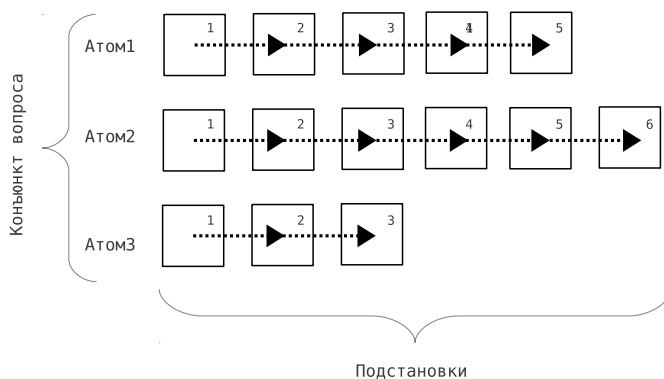 Конъюнкт вопроса
Атом1
1 2 3 4 5
Атом2
1 2 3 4 5 6
Атом3
1 2 3
Подстановки